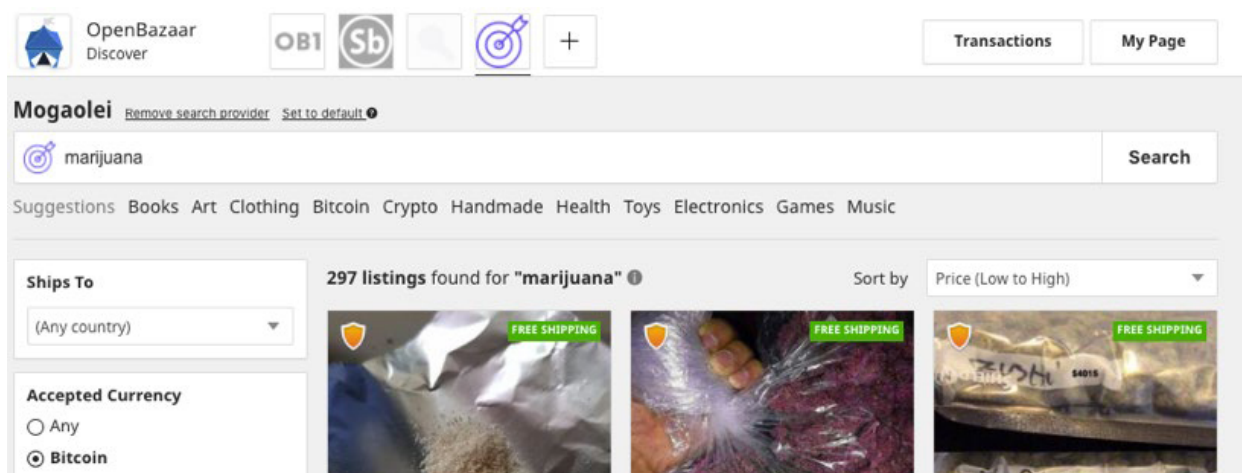 OpenBazaar
Discover
OB1
Sb
+
Transactions
My Page
Mogaolei Remove search provider Set to default
marijuana
Search
Suggestions Books Art Clothing Bitcoin Crypto Handmade Health Toys Electronics Games Music
Ships To
(Any country)
297 listings found for "marijuana"
Sort by
Price (Low to High)
FREE SHIPPING
FREE SHIPPING
FREE SHIPPING
Accepted Currency
Any
Bitcoin